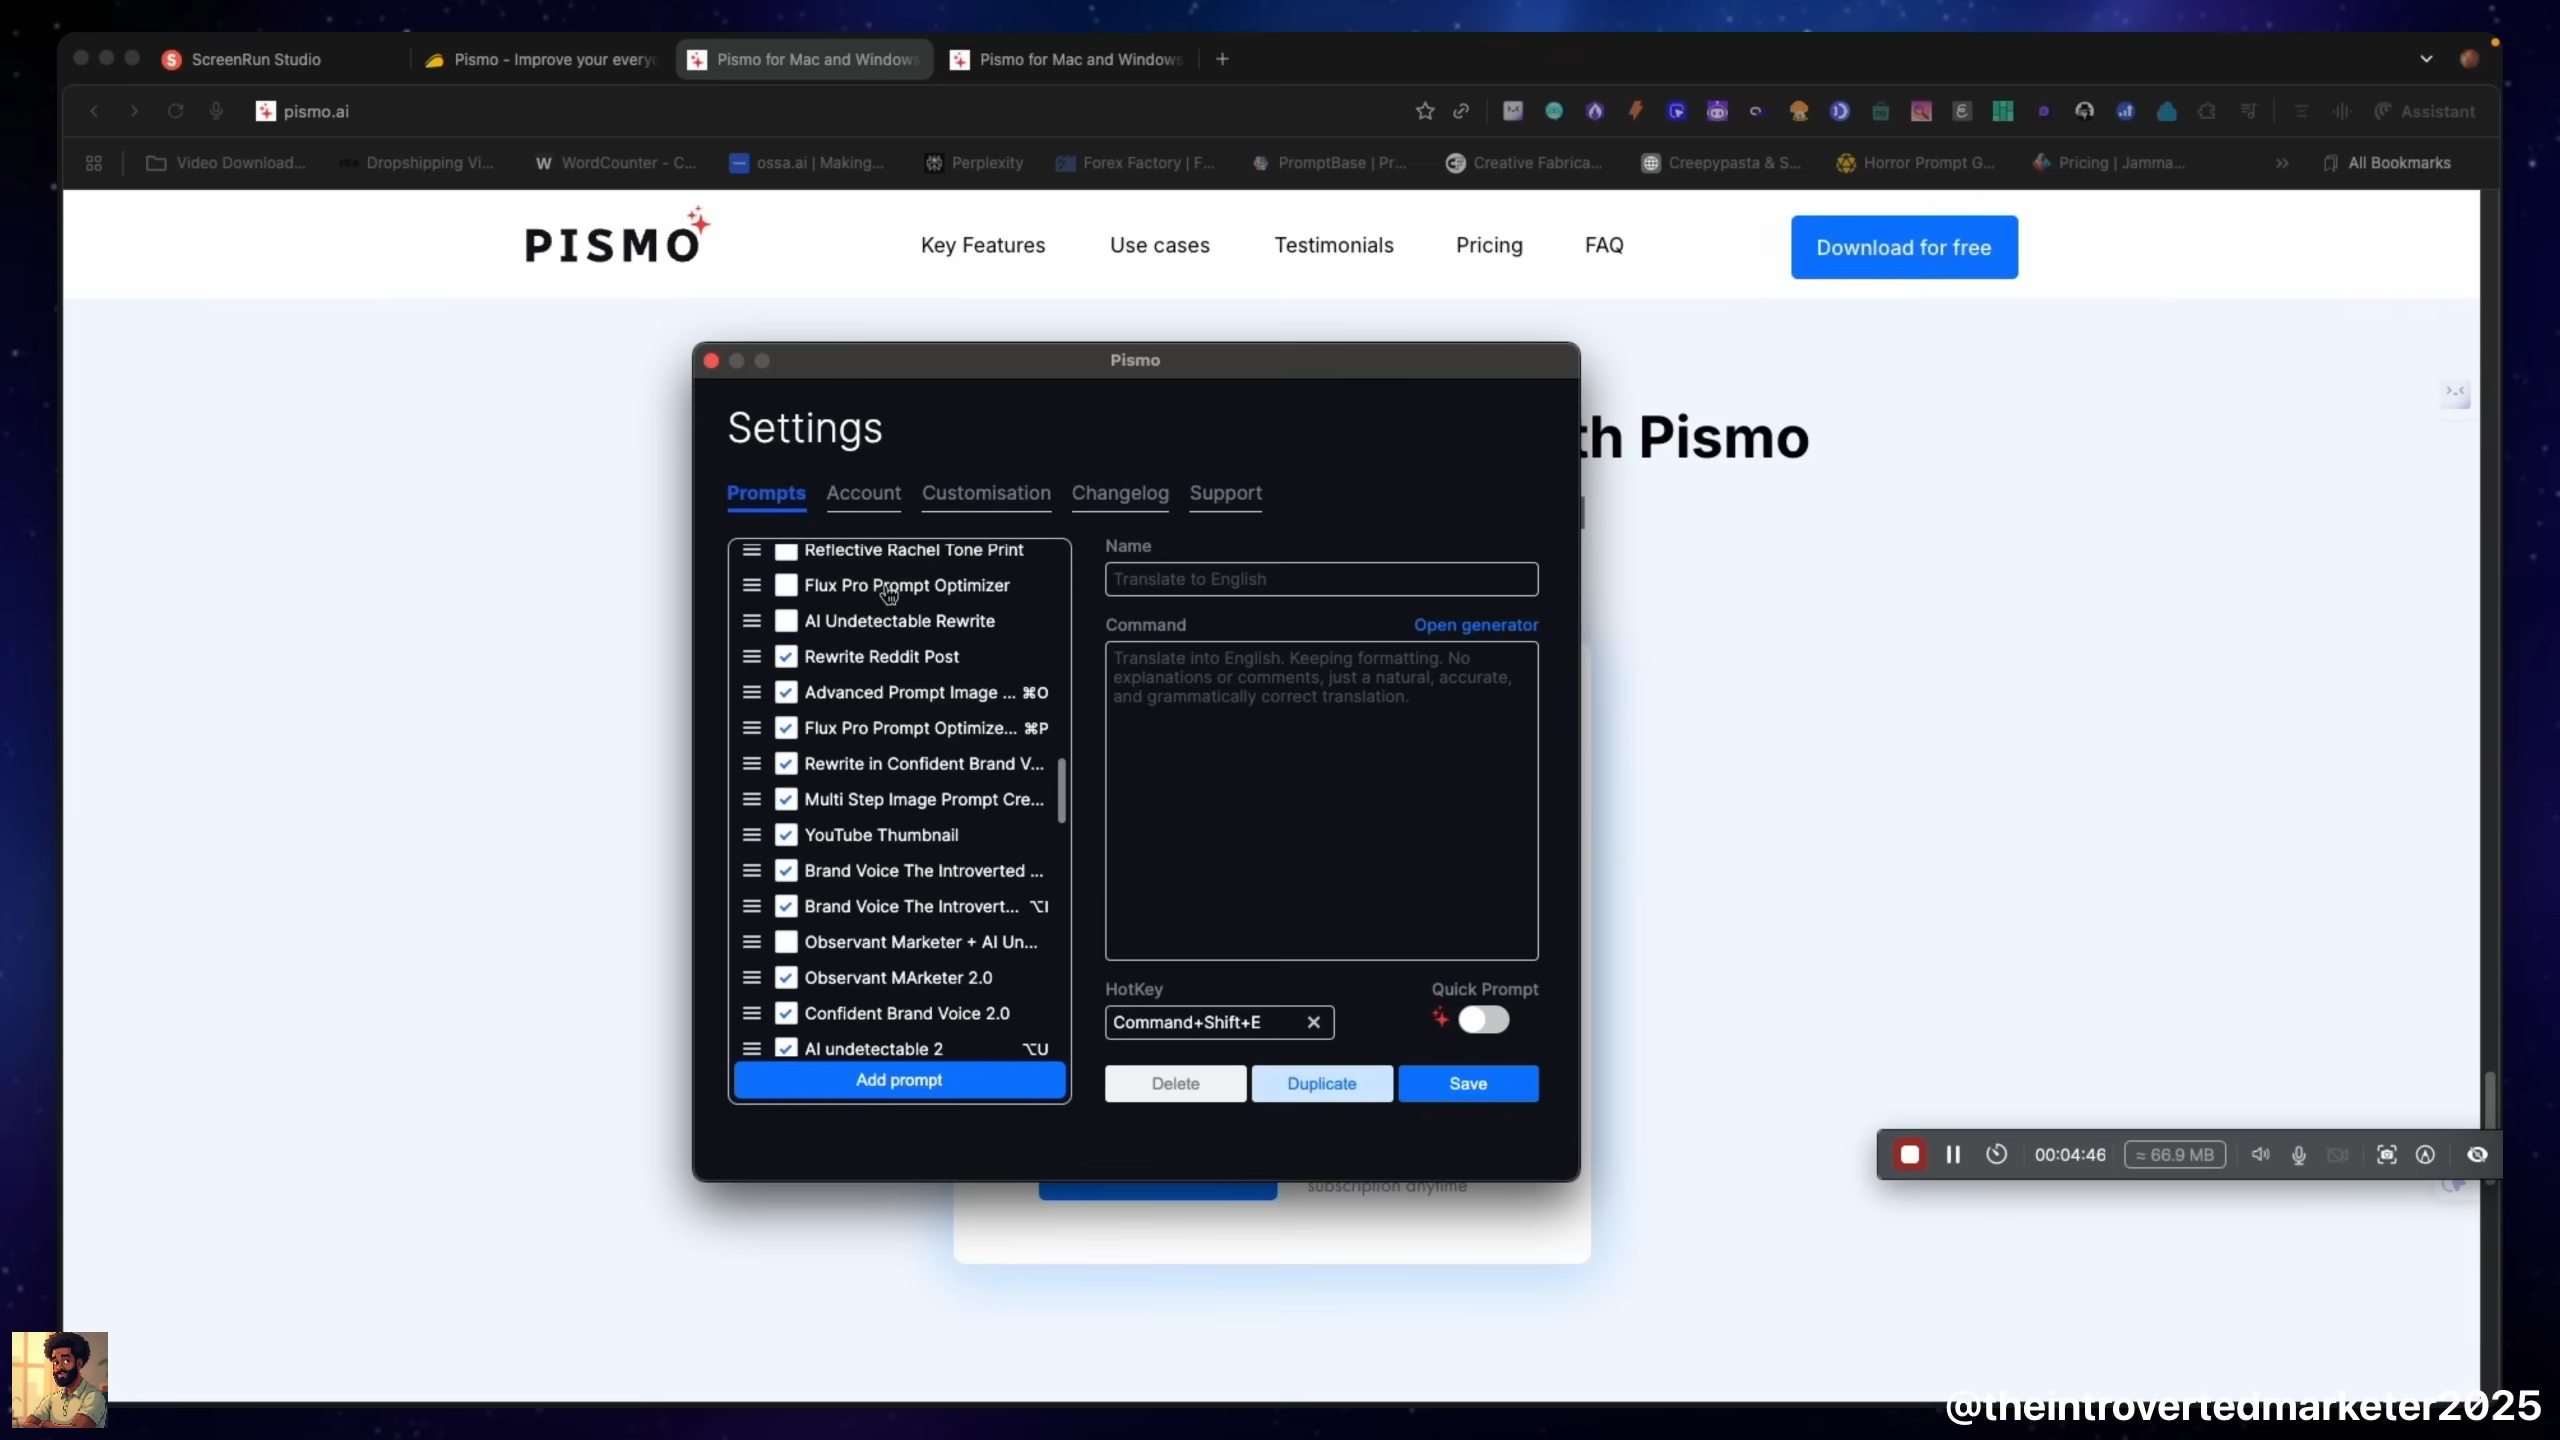 ScreenRun Studio
Pismo - Improve your every
Pismo for Mac and Windows
Pismo for Mac and Windows
pismo.ai
Assistant
Video Download...
Dropshipping Vi...
W WordCounter - C...
ossa.ai | Making...
Perplexity
Forex Factory | F...
PromptBase | Pr...
Creative Fabrica...
Creepypasta & S...
Horror Prompt G...
Pricing | Jamma...
All Bookmarks
PISMO
Key Features
Use cases
Testimonials
Pricing
FAQ
Download for free
th Pismo
Pismo
Settings
Prompts
Account
Customisation
Changelog
Support
Reflective Rachel Tone Print
Flux Pro Prompt Optimizer
AI Undetectable Rewrite
Rewrite Reddit Post
Advanced Prompt Image ... ⌘O
Flux Pro Prompt Optimize... ⌘P
Rewrite in Confident Brand V...
Multi Step Image Prompt Cre...
YouTube Thumbnail
Brand Voice The Introverted ...
Brand Voice The Introvert... ⌥I
Observant Marketer + AI Un...
Observant MArketer 2.0
Confident Brand Voice 2.0
AI undetectable 2 ⌥U
Add prompt
Name
Translate to English
Command
Open generator
Translate into English. Keeping formatting. No
explanations or comments, just a natural, accurate,
and grammatically correct translation.
HotKey
Quick Prompt
Command+Shift+E
Delete
Duplicate
Save
subscription anytime
00:04:46
≈ 66.9 MB
@theintrovertedmarketer2025